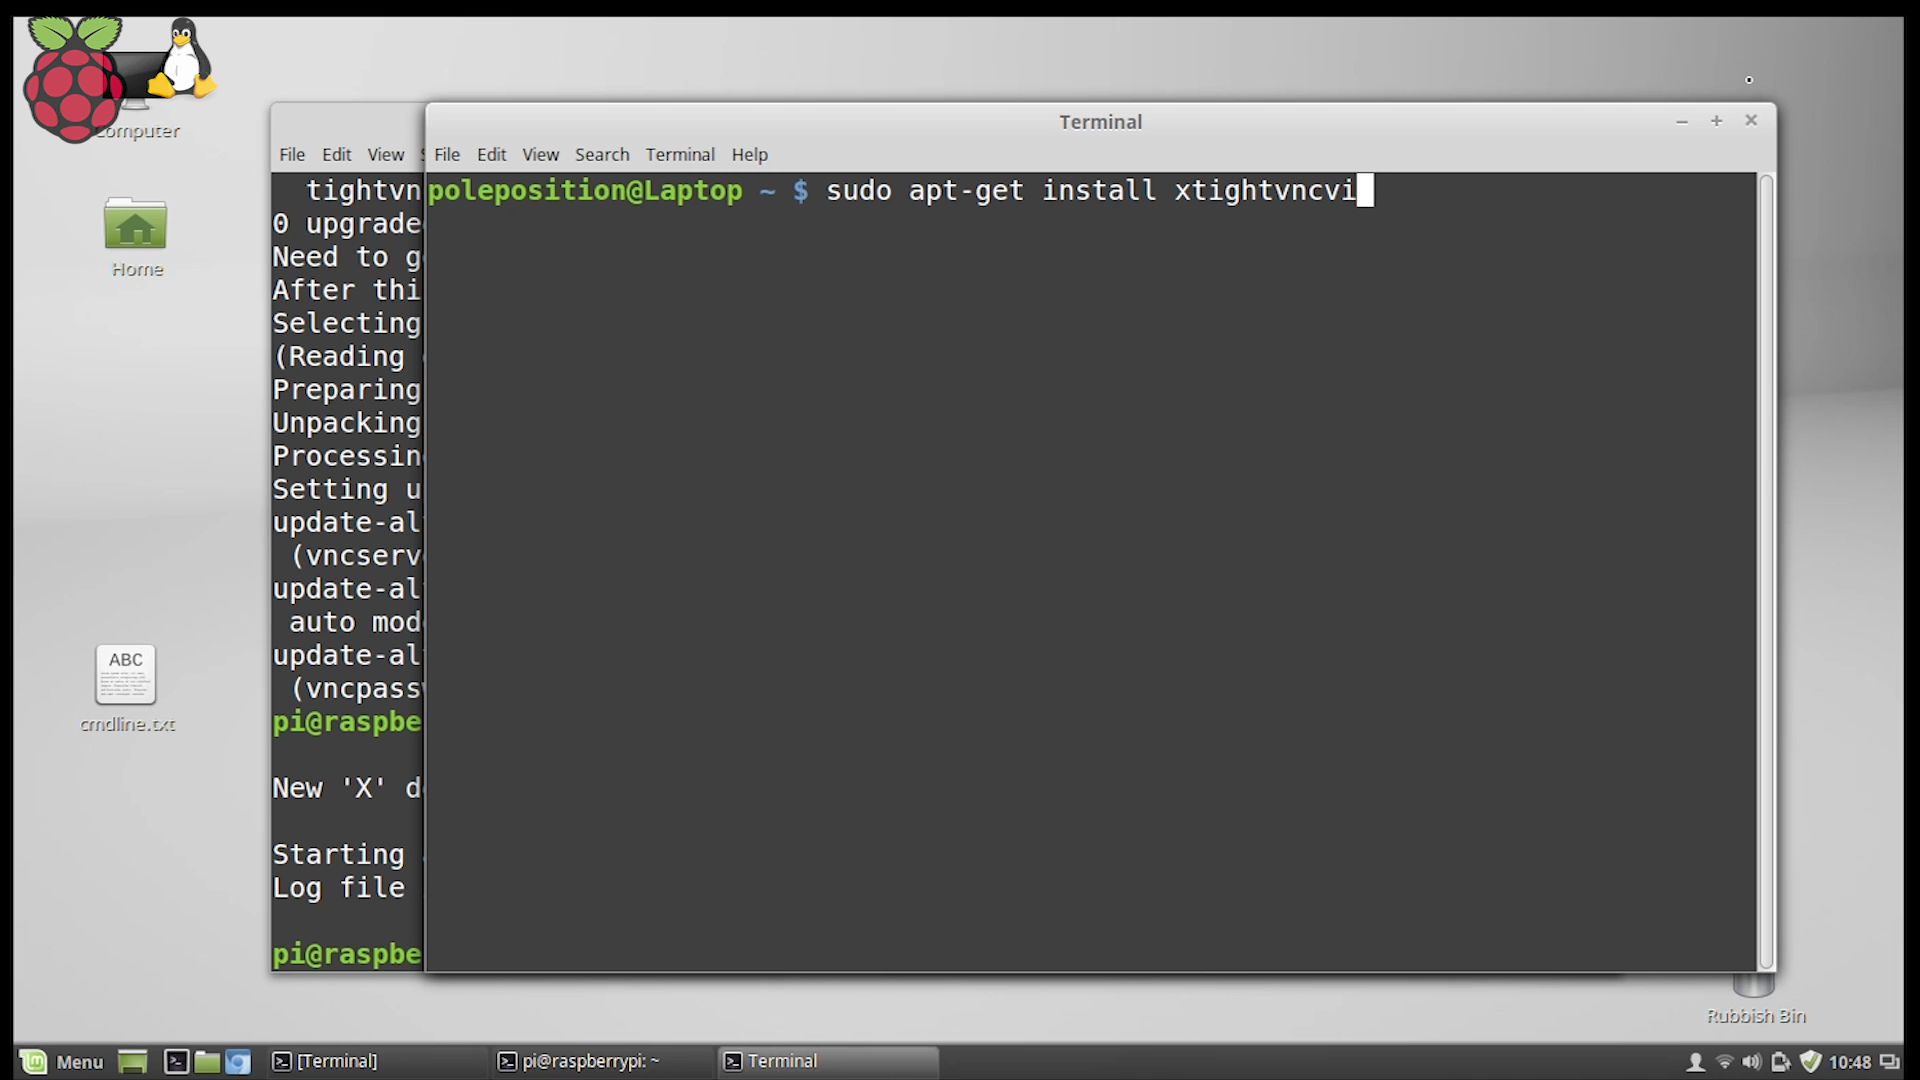 Computer
Home
ABC
cmdline.txt
File Edit View
tightvn
0 upgrade
Need to g
After thi
Selecting
(Reading
Preparing
Unpacking
Processin
Setting u
update-al
(vncserv
update-al
auto mod
update-al
(vncpass
pi@raspbe
New 'X' d
Starting
Log file
pi@raspbe
Terminal
File Edit View Search Terminal Help
poleposition@Laptop ~ $ sudo apt-get install xtightvncvi
Rubbish Bin
Menu
[Terminal]
pi@raspberrypi: ~
Terminal
10:48